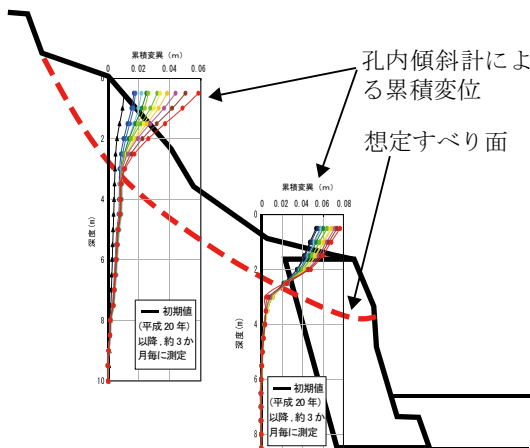 累積変異（m）
0 0.02 0.04 0.06
0
2
4
6
8
10
深度(m)
初期値
(平成20年)
以降，約3か
月毎に測定
孔内傾斜計によ
る累積変位
想定すべり面
累積変異（m）
0 0.02 0.04 0.06 0.08
0
2
4
6
8
深度(m)
初期値
(平成20年)
以降，約3か
月毎に測定